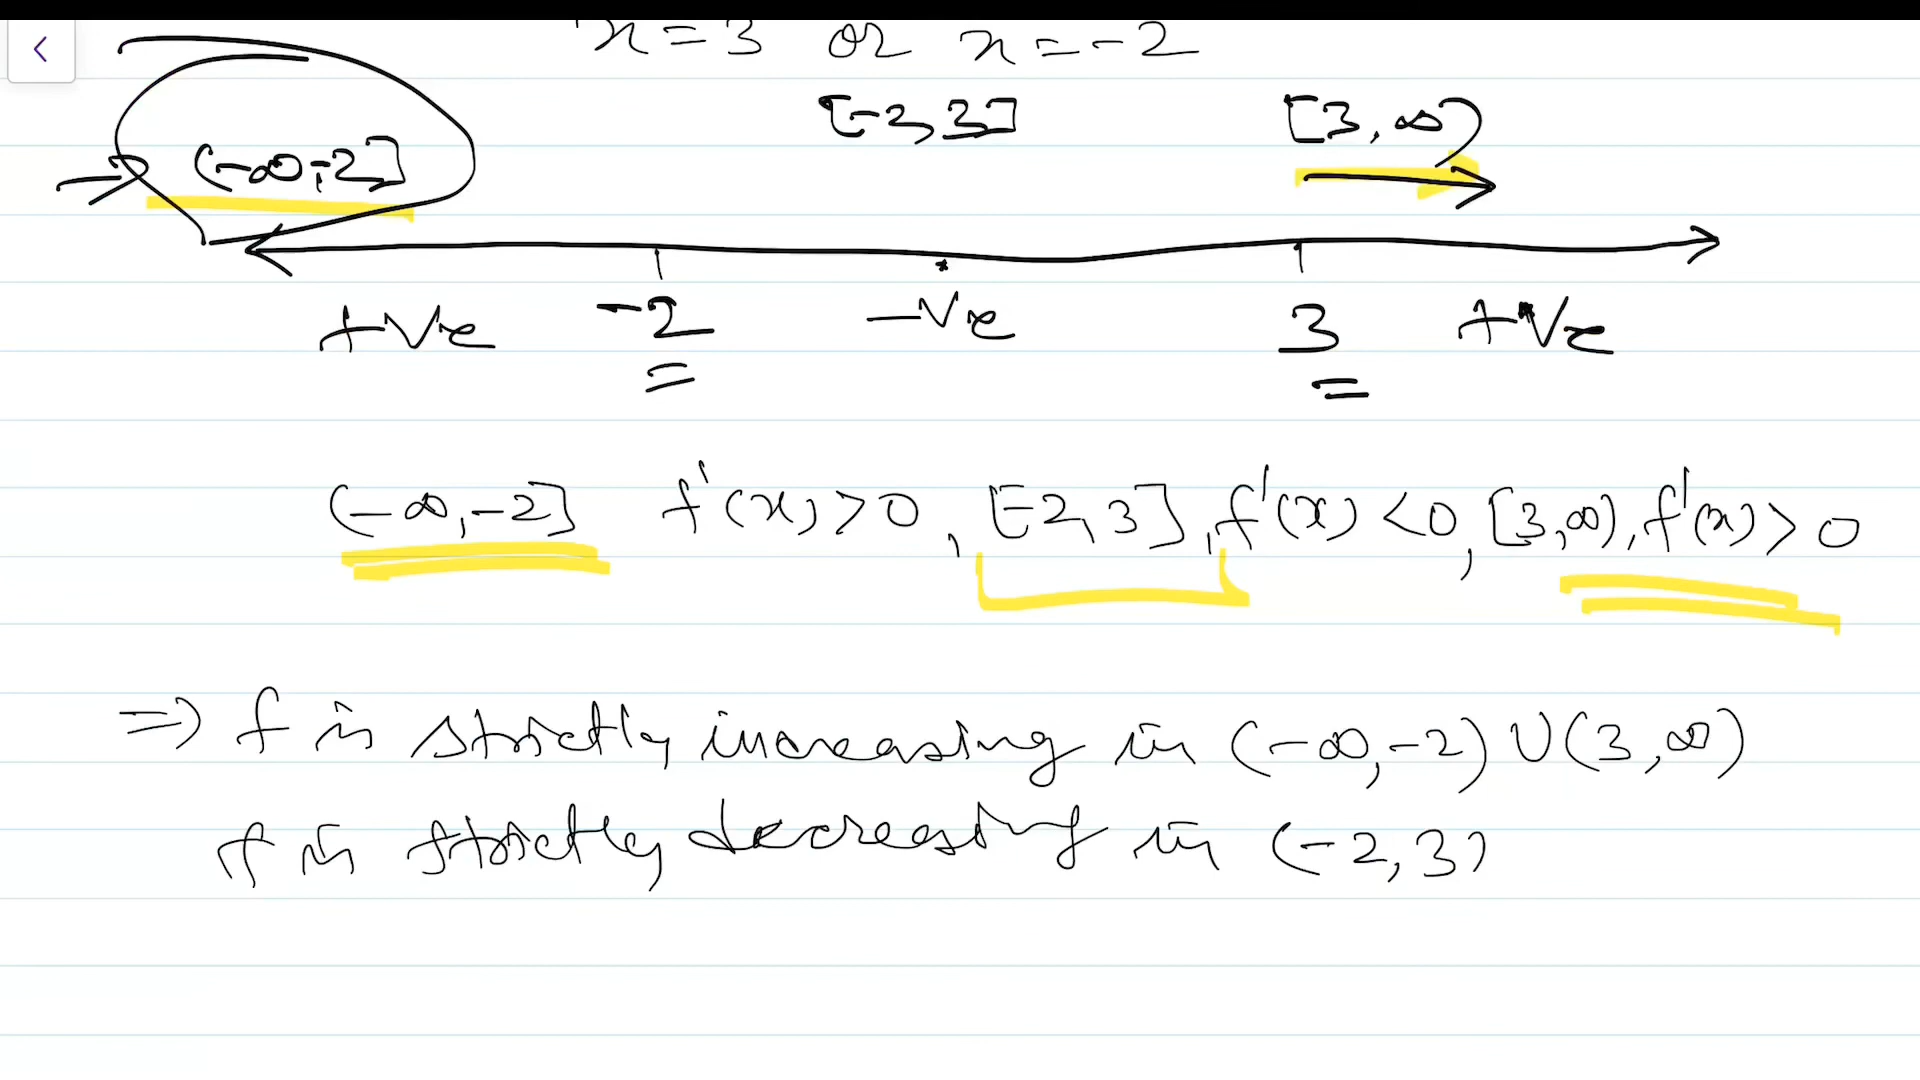 x=3 or x=-2
(-∞,-2] [-2,3] [3,∞)
+ve -2 -ve 3 +ve
(-∞,-2] f'(x)>0, [-2,3], f'(x)<0, [3,∞), f'(x)>0
=> f is strictly increasing in (-∞,-2) ∪ (3,∞)
f is strictly decreasing in (-2,3)